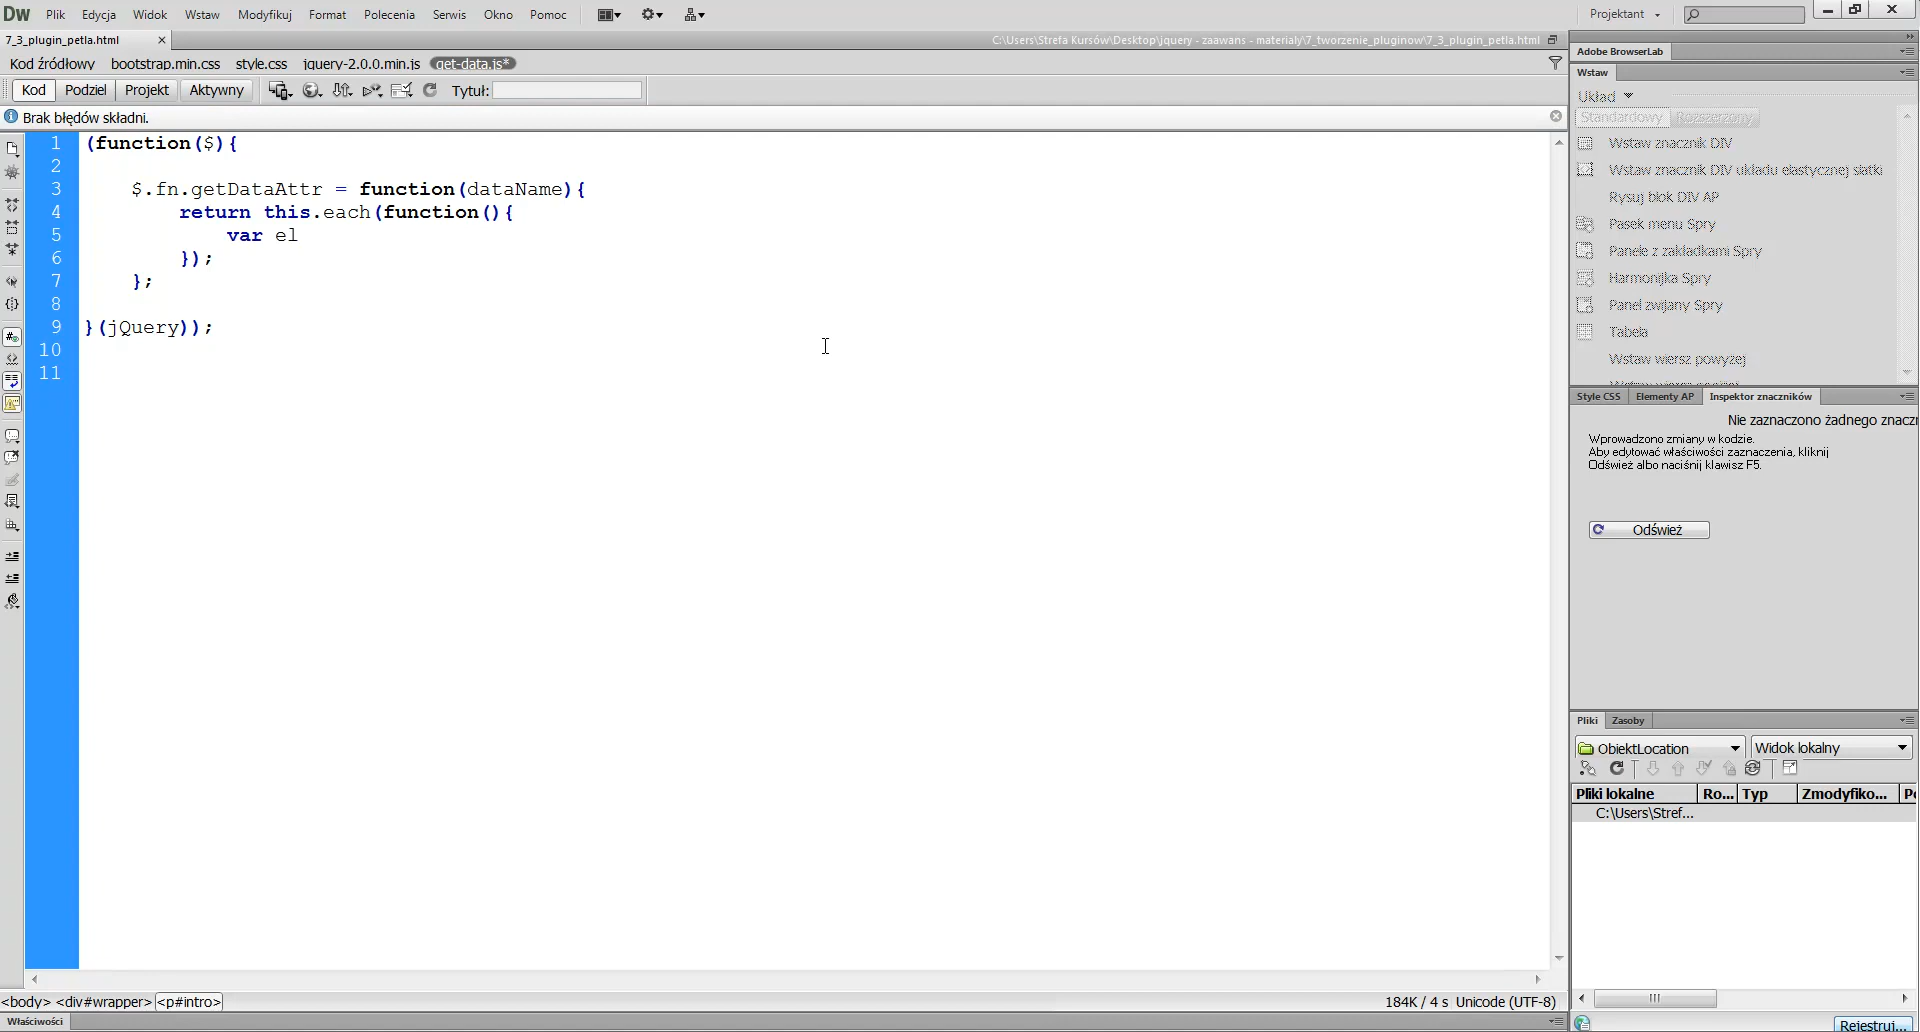 Dw Plik Edycja Widok Wstaw Modyfikuj Format Polecenia Serwis Okno Pomoc Projektant
7_3_plugin_petla.html C:\Users\Strefa Kursów\Desktop\jquery - zaawans - materialy\7_tworzenie_pluginow\7_3_plugin_petla.html
Kod źródłowy bootstrap.min.css style.css jquery-2.0.0.min.js get-data.js*
Kod Podziel Projekt Aktywny Tytuł:
Brak błędów składni.
1 (function($){
2
3 $.fn.getDataAttr = function(dataName){
4 return this.each(function(){
5 var el
6 });
7 };
8
9 }(jQuery));
10
11
<body> <div#wrapper> <p#intro> 184K / 4 s Unicode (UTF-8)
Właściwości
Adobe BrowserLab
Wstaw
Układ
Standardowy Rozszerzony
Wstaw znacznik DIV
Wstaw znacznik DIV układu elastycznej siatki
Rysuj blok DIV AP
Pasek menu Spry
Panele z zakładkami Spry
Harmonijka Spry
Panel zwijany Spry
Tabela
Wstaw wiersz powyżej
Style CSS Elementy AP Inspektor znaczników
Nie zaznaczono żadnego znacz
Wprowadzono zmiany w kodzie.
Aby edytować właściwości zaznaczenia, kliknij
Odśwież albo naciśnij klawisz F5.
Odśwież
Pliki Zasoby
ObiektLocation Widok lokalny
Pliki lokalne Ro... Typ Zmodyfiko...
C:\Users\Stref...
Rejestruj...